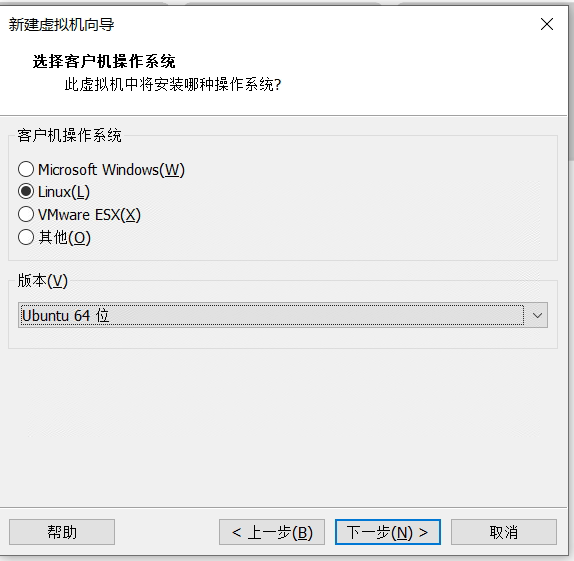 新建虚拟机向导
选择客户机操作系统
此虚拟机中将安装哪种操作系统?
客户机操作系统
Microsoft Windows(W)
Linux(L)
VMware ESX(X)
其他(O)
版本(V)
Ubuntu 64 位
帮助
< 上一步(B)
下一步(N) >
取消